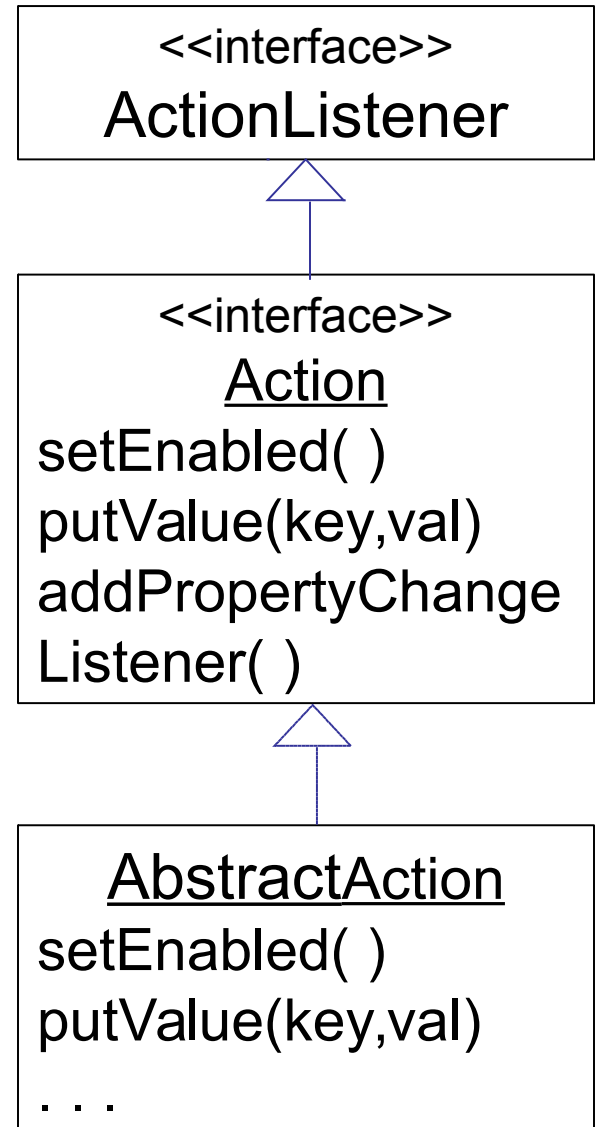 <<interface>>
ActionListener
<<interface>>
Action
setEnabled( )
putValue(key,val)
addPropertyChange
Listener( )
AbstractAction
setEnabled( )
putValue(key,val)
. . .